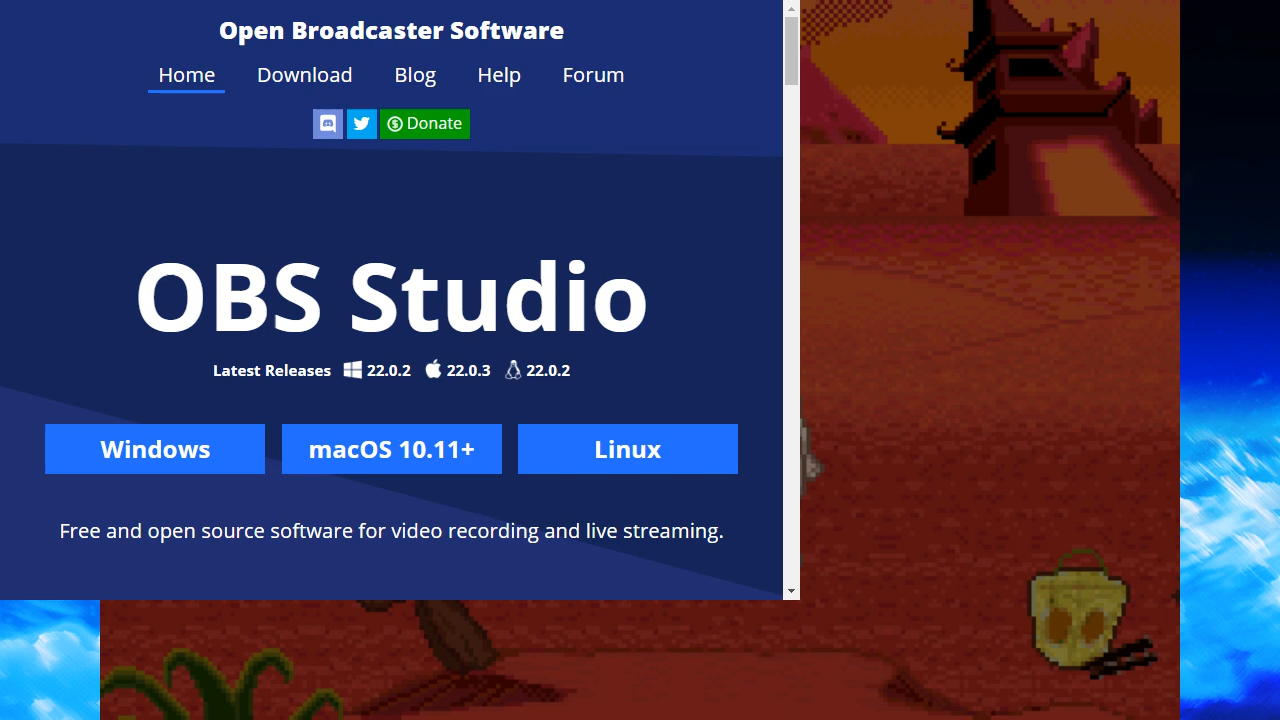 Open Broadcaster Software
Home Download Blog Help Forum
Donate
OBS Studio
Latest Releases 22.0.2 22.0.3 22.0.2
Windows macOS 10.11+ Linux
Free and open source software for video recording and live streaming.